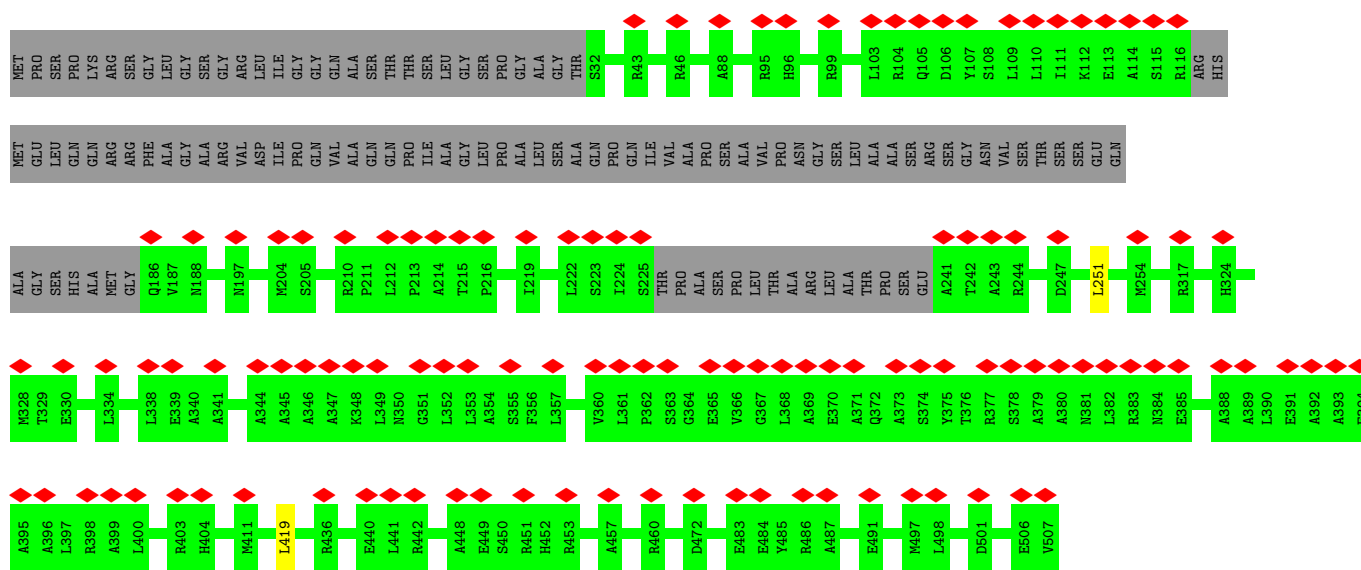 MET PRO SER PRO LYS ARG SER GLY LEU GLY SER GLY ARG LEU ILE GLY GLY GLN ALA SER THR THR SER LEU GLY SER PRO GLY ALA GLY THR S32 R43 R46 A88 R95 H96 R99 L103 R104 Q105 D106 Y107 S108 L109 L110 I111 K112 E113 A114 S115 R116 ARG HIS
MET GLU LEU GLN GLN ARG ARG PHE ALA GLY ALA ARG VAL ASP ILE PRO GLN VAL ALA GLN GLN PRO ILE ALA GLY LEU PRO ALA LEU SER ALA GLN PRO GLN ILE VAL ALA PRO SER ALA VAL PRO ASN GLY SER LEU ALA ALA SER ARG SER GLY ASN VAL SER THR SER SER GLU GLN
ALA GLY SER HIS ALA MET GLY Q186 V187 N188 N197 M204 S205 R210 P211 L212 P213 A214 T215 P216 I219 L222 S223 I224 S225 THR PRO ALA SER PRO LEU THR ALA ARG LEU ALA THR PRO SER GLU A241 T242 A243 R244 D247 L251 M254 R317 H324
M328 T329 E330 L334 L338 E339 A340 A341 A344 A345 A346 A347 K348 L349 N350 G351 L352 L353 A354 S355 F356 L357 V360 L361 P362 S363 G364 E365 V366 G367 L368 A369 E370 A371 Q372 A373 S374 Y375 T376 R377 S378 A379 A380 N381 L382 R383 N384 E385 A388 A389 L390 E391 A392 A393
A395 A396 L397 R398 A399 L400 R403 H404 M411 L419 R436 E440 L441 R442 A448 E449 S450 R451 H452 R453 A457 R460 D472 E483 E484 Y485 R486 A487 E491 M497 L498 D501 E506 V507